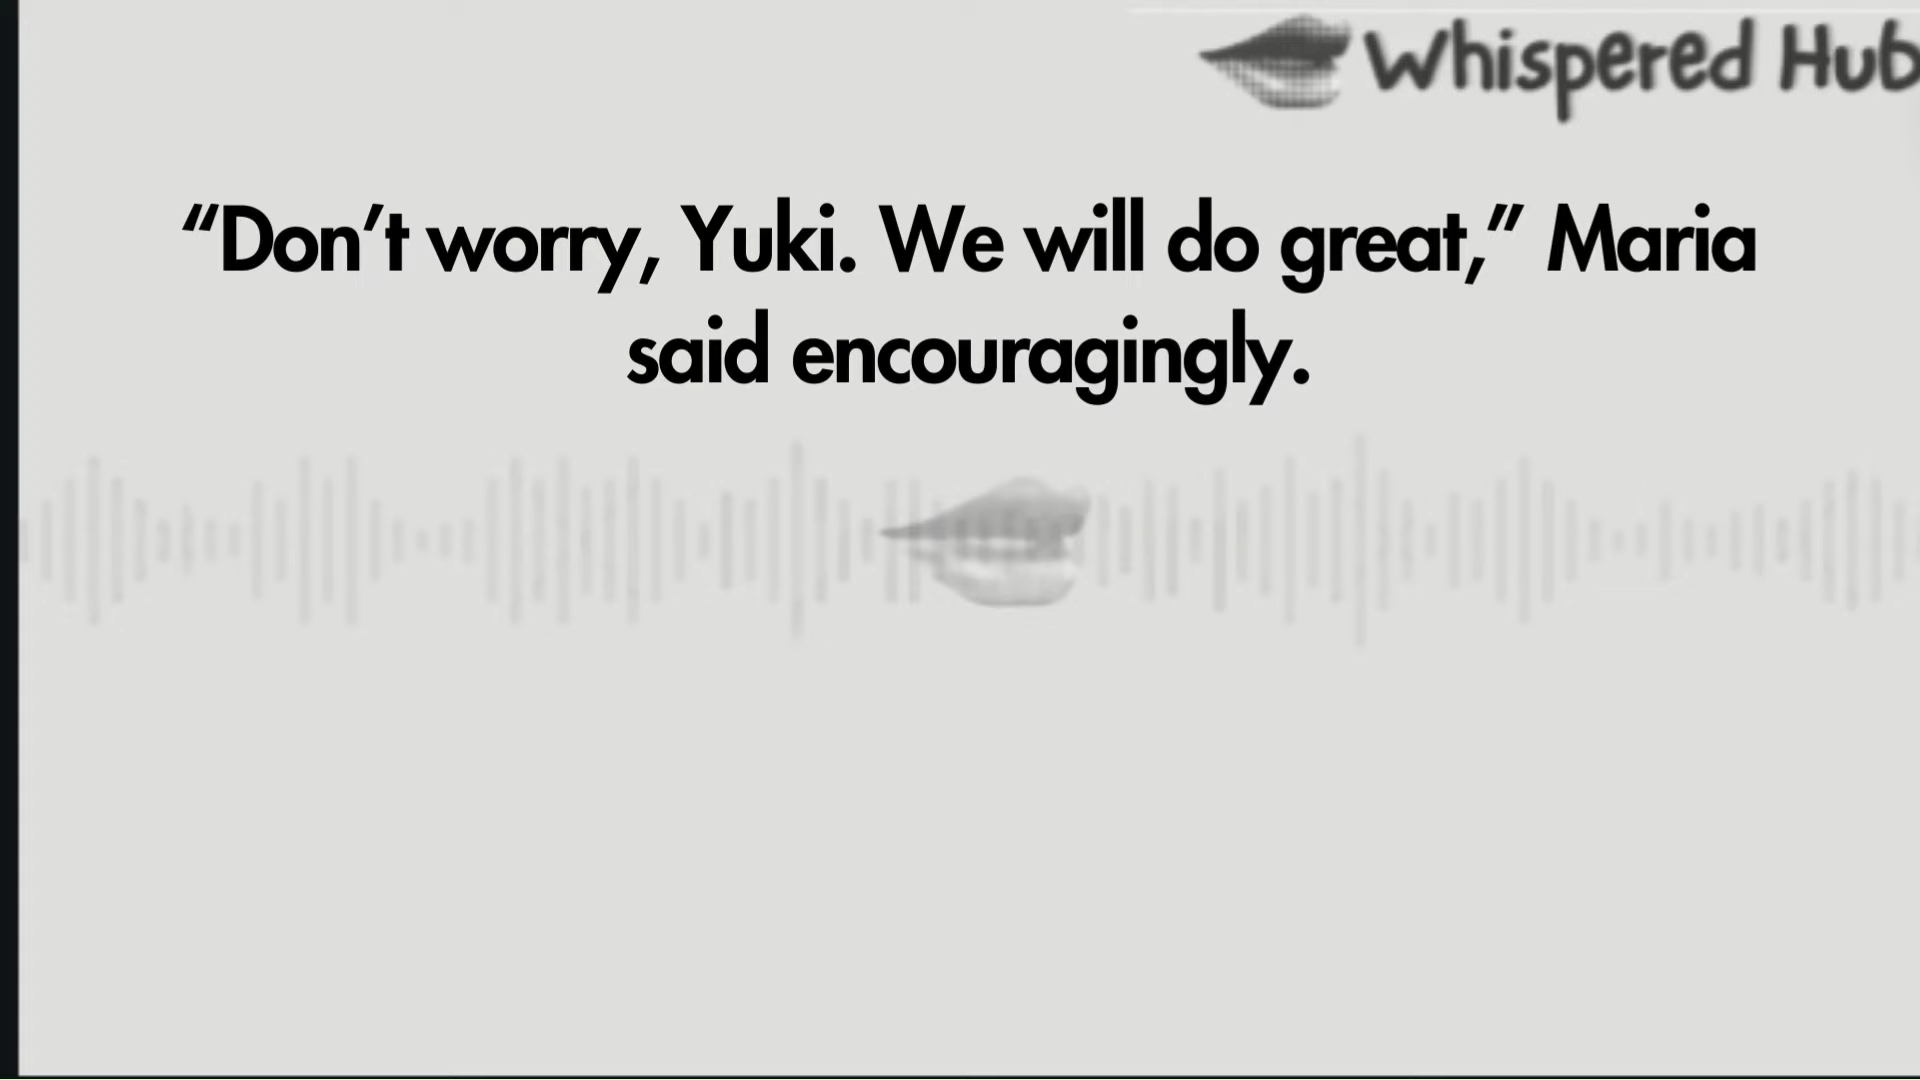 Whispered Hub
“Don’t worry, Yuki. We will do great,” Maria
said encouragingly.